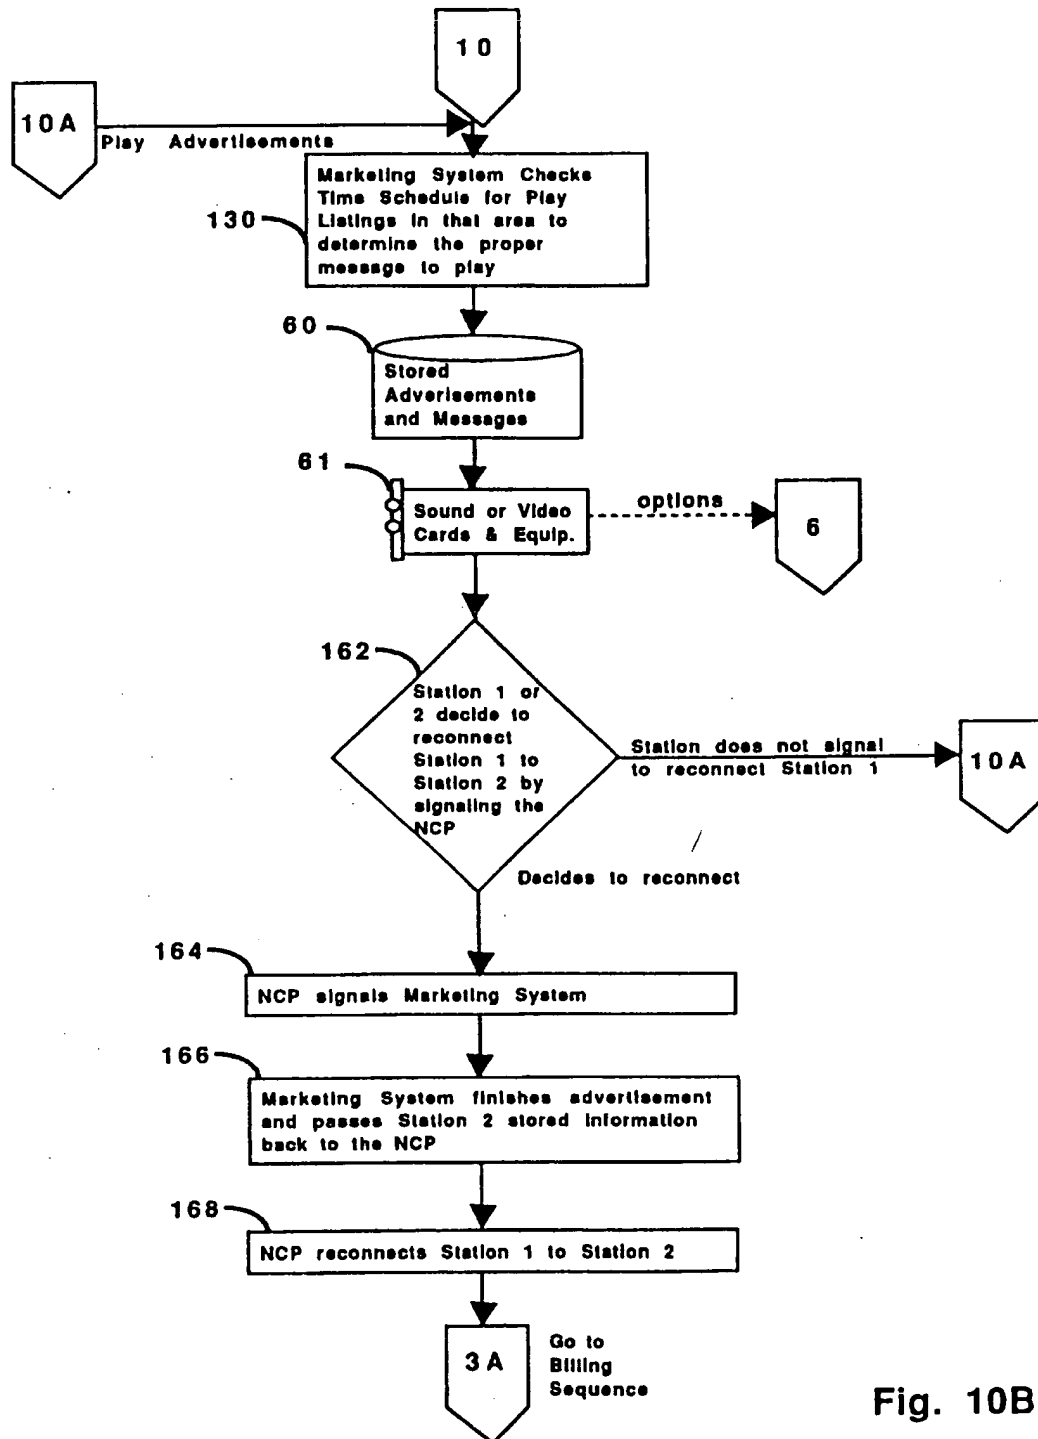 10
10A
Play Advertisements
130
Marketing System Checks
Time Schedule for Play
Listings in that area to
determine the proper
message to play
60
Stored
Adverisements
and Messages
61
Sound or Video
Cards & Equip.
options
6
162
Station 1 or
2 decide to
reconnect
Station 1 to
Station 2 by
signaling the
NCP
Station does not signal
to reconnect Station 1
10A
Decides to reconnect
164
NCP signals Marketing System
166
Marketing System finishes advertisement
and passes Station 2 stored information
back to the NCP
168
NCP reconnects Station 1 to Station 2
3A
Go to
Billing
Sequence
Fig. 10B